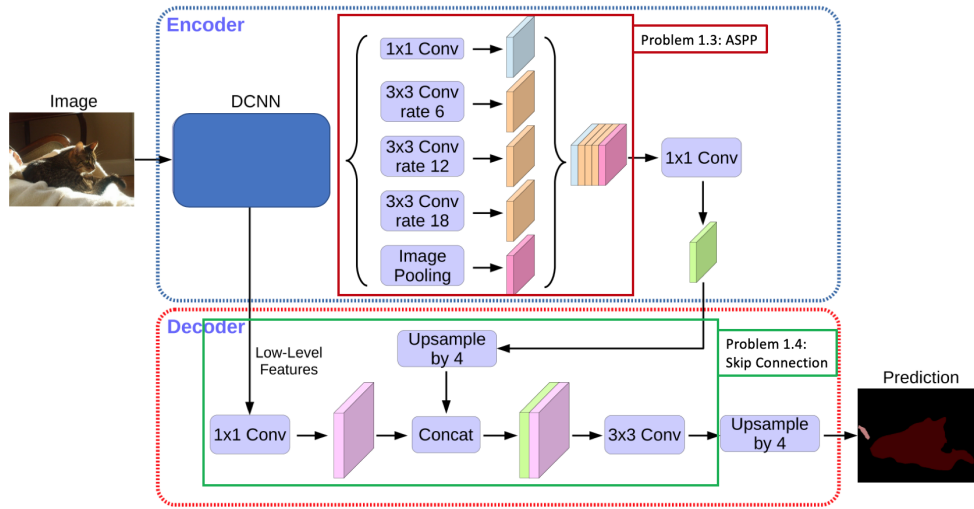 Encoder
Problem 1.3: ASPP
Image
DCNN
1x1 Conv
3x3 Conv
rate 6
3x3 Conv
rate 12
3x3 Conv
rate 18
Image
Pooling
1x1 Conv
Decoder
Problem 1.4:
Skip Connection
Low-Level
Features
Upsample
by 4
1x1 Conv
Concat
3x3 Conv
Upsample
by 4
Prediction